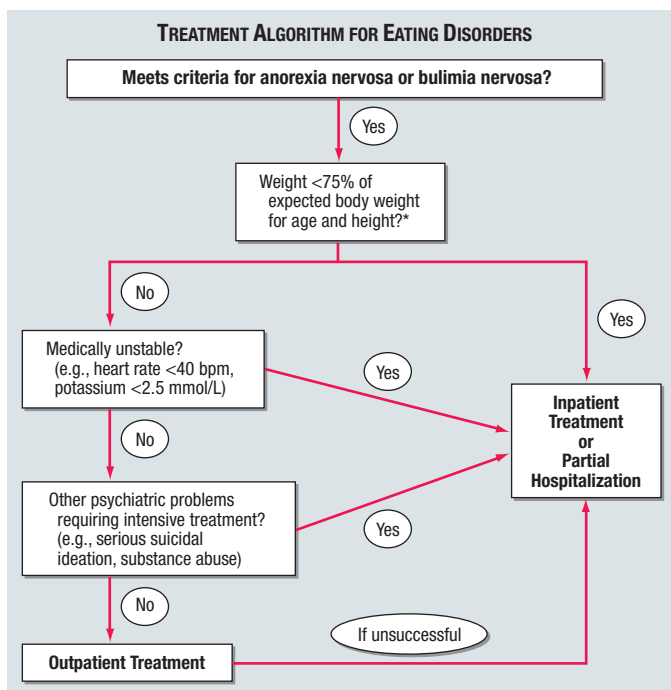 TREATMENT ALGORITHM FOR EATING DISORDERS
Meets criteria for anorexia nervosa or bulimia nervosa?
Yes
Weight <75% of
expected body weight
for age and height?*
No
Yes
Medically unstable?
(e.g., heart rate <40 bpm,
potassium <2.5 mmol/L)
Yes
Inpatient
Treatment
or
Partial
Hospitalization
No
Other psychiatric problems
requiring intensive treatment?
(e.g., serious suicidal
ideation, substance abuse)
Yes
No
If unsuccessful
Outpatient Treatment